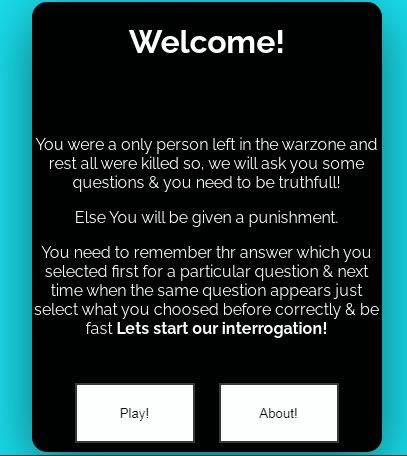 Welcome!
You were a only person left in the warzone and
rest all were killed so, we will ask you some
questions & you need to be truthfull!
Else You will be given a punishment.
You need to remember thr answer which you
selected first for a particular question & next
time when the same question appears just
select what you choosed before correctly & be
fast Lets start our interrogation!
Play!
About!